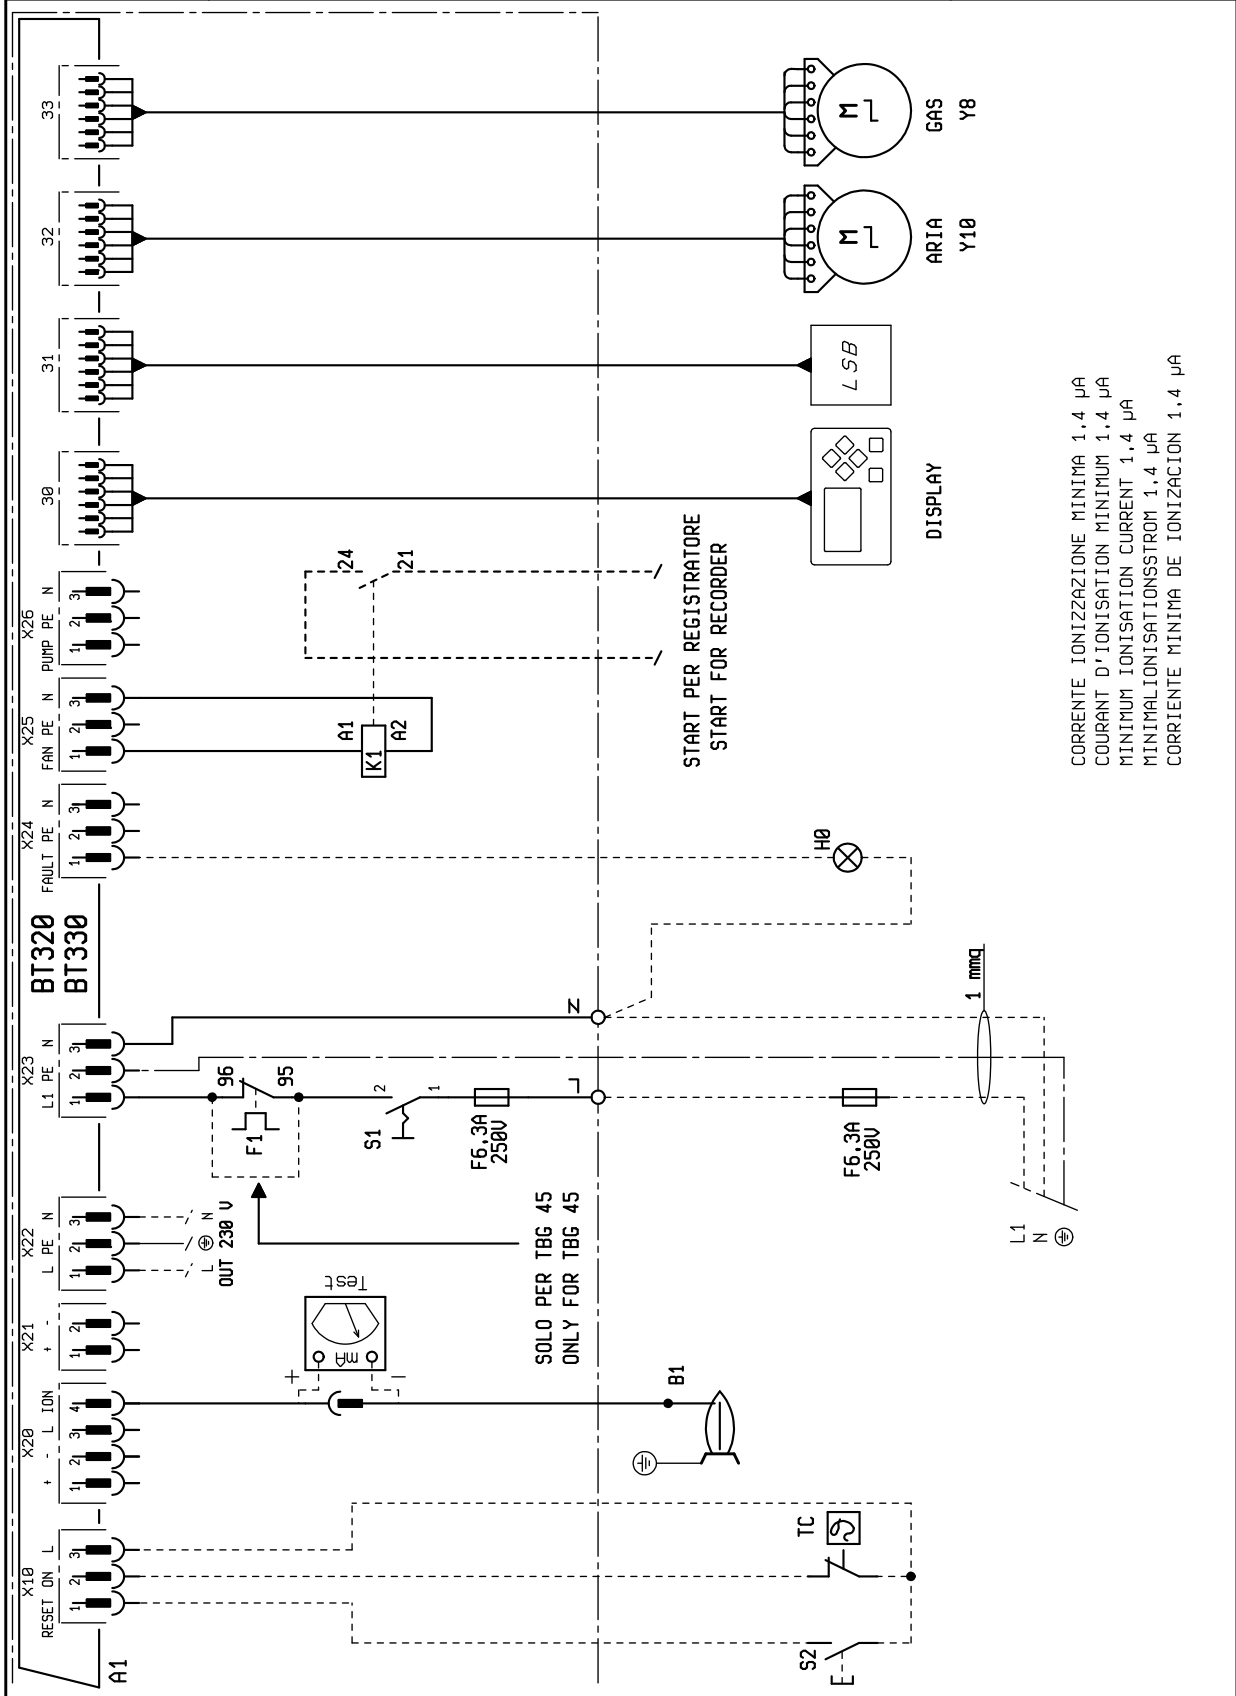 33
32
31
30
X26
PUMP PE N
1 2 3
X25
FAN PE N
1 2 3
X24
FAULT PE N
1 2 3
BT320
BT330
X23
L1 PE N
1 2 3
X22
L PE N
1 2 3
X21
+ -
1 2
X20
+ - L ION
1 2 3 4
X10
RESET ON L
1 2 3
A1
M
GAS
Y8
M
ARIA
Y10
LSB
DISPLAY
24
21
START PER REGISTRATORE
START FOR RECORDER
K1
A1
A2
H0
N
L
96
95
F1
S1
2
1
F6,3A
250V
F6,3A
250V
1 mmq
L1
N
L
N
OUT 230 V
SOLO PER TBG 45
ONLY FOR TBG 45
Test
mA
+
-
B1
TC
S2
CORRENTE IONIZZAZIONE MINIMA 1,4 µA
COURANT D'IONISATION MINIMUM 1,4 µA
MINIMUM IONISATION CURRENT 1,4 µA
MINIMALIONISATIONSSTROM 1,4 µA
CORRIENTE MINIMA DE IONIZACION 1,4 µA